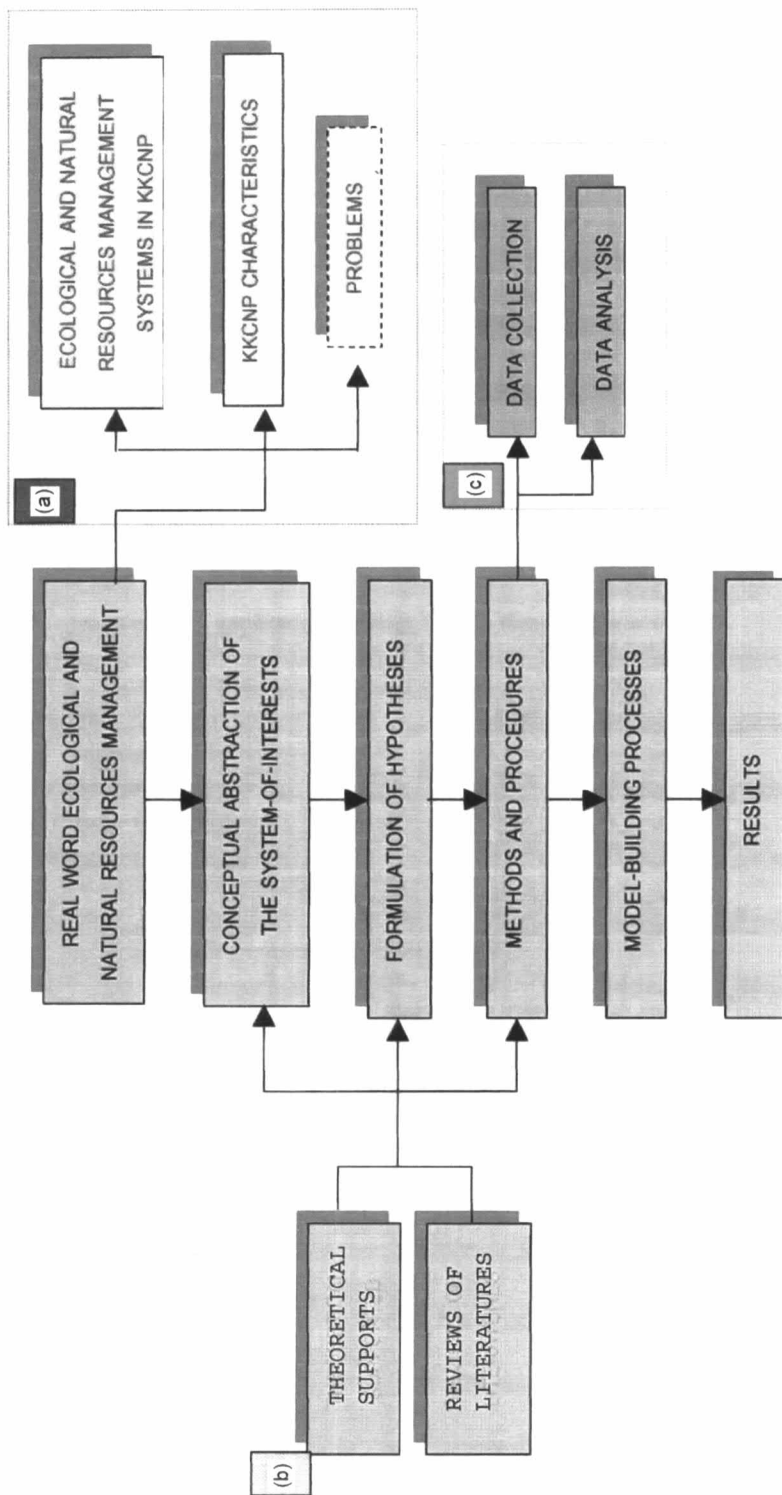 REAL WORD ECOLOGICAL AND
NATURAL RESOURCES MANAGEMENT
CONCEPTUAL ABSTRACTION OF
THE SYSTEM-OF-INTERESTS
FORMULATION OF HYPOTHESES
METHODS AND PROCEDURES
MODEL-BUILDING PROCESSES
RESULTS
(a)
ECOLOGICAL AND NATURAL
RESOURCES MANAGEMENT
SYSTEMS IN KKCNP
KKCNP CHARACTERISTICS
PROBLEMS
(b)
THEORETICAL
SUPPORTS
REVIEWS OF
LITERATURES
(c)
DATA COLLECTION
DATA ANALYSIS